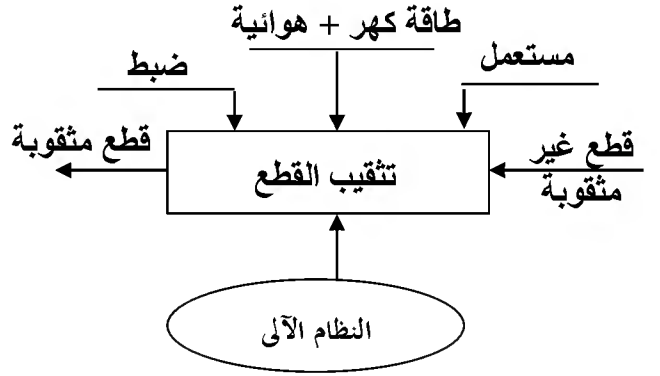 طاقة كهر + هوائية
ضبط
مستعمل
قطع مثقوبة
تثقيب القطع
قطع غير
مثقوبة
النظام الآلى